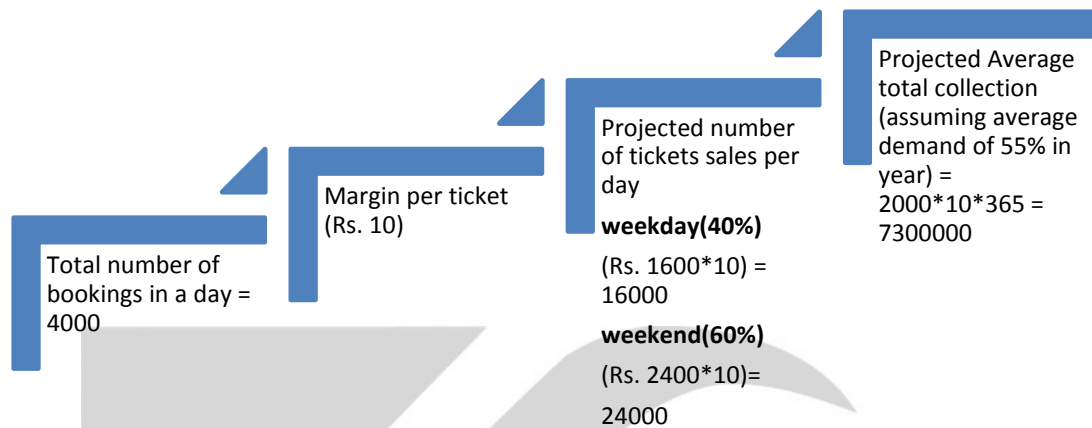 Total number of
bookings in a day =
4000
Margin per ticket
(Rs. 10)
Projected number
of tickets sales per
day
weekday(40%)
(Rs. 1600*10) =
16000
weekend(60%)
(Rs. 2400*10)=
24000
Projected Average
total collection
(assuming average
demand of 55% in
year) =
2000*10*365 =
7300000